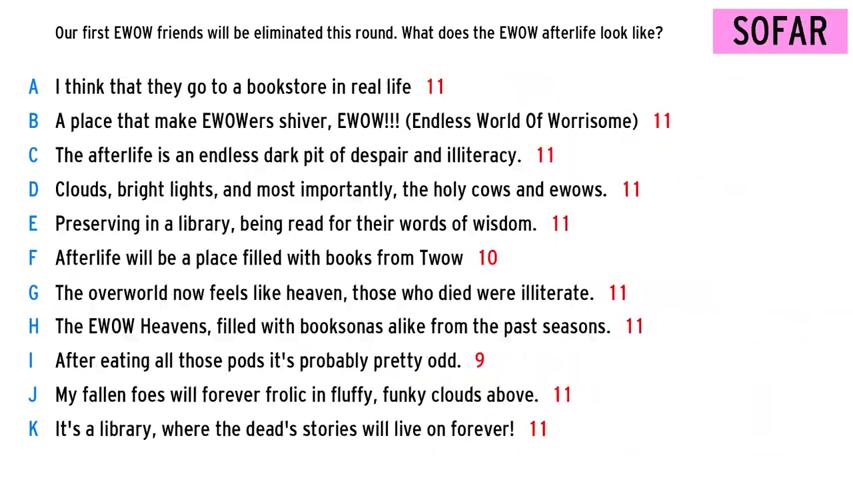 Our first EWOW friends will be eliminated this round. What does the EWOW afterlife look like?
SOFAR
A I think that they go to a bookstore in real life 11
B A place that make EWOWers shiver, EWOW!!! (Endless World Of Worrisome) 11
C The afterlife is an endless dark pit of despair and illiteracy. 11
D Clouds, bright lights, and most importantly, the holy cows and ewows. 11
E Preserving in a library, being read for their words of wisdom. 11
F Afterlife will be a place filled with books from Twow 10
G The overworld now feels like heaven, those who died were illiterate. 11
H The EWOW Heavens, filled with booksonas alike from the past seasons. 11
I After eating all those pods it's probably pretty odd. 9
J My fallen foes will forever frolic in fluffy, funky clouds above. 11
K It's a library, where the dead's stories will live on forever! 11